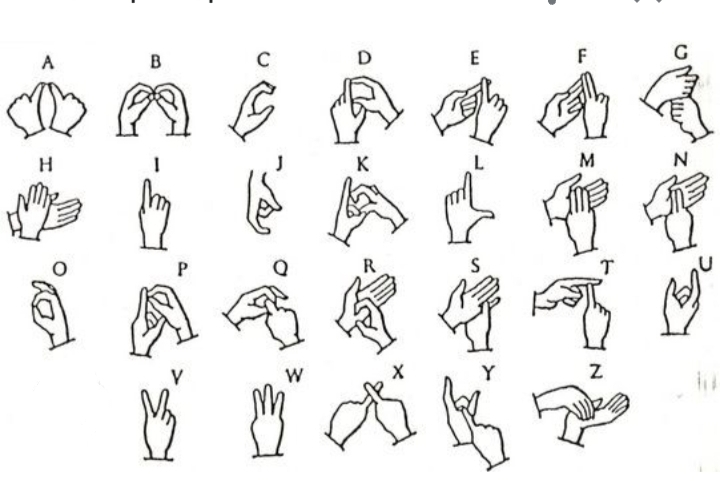 A B C D E F G
H I J K L M N
O P Q R S T U
V W X Y Z